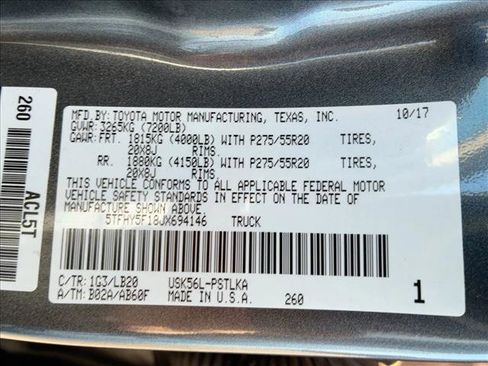 260
ACL5T
MFD.BY: TOYOTA MOTOR MANUFACTURING, TEXAS, INC. 10/17
GVWR: 3265KG (7200LB)
GAWR: FRT. 1815KG (4000LB) WITH P275/55R20 TIRES,
20X8J RIMS.
RR. 1880KG (4150LB) WITH P275/55R20 TIRES,
20X8J RIMS.
THIS VEHICLE CONFORMS TO ALL APPLICABLE FEDERAL MOTOR
VEHICLE SAFETY STANDARDS IN EFFECT ON THE DATE OF
MANUFACTURE SHOWN ABOVE
5TFHY5F18JX694146 TRUCK
C/TR: 1G3/LB20 USK56L-PSTLKA
A/TM: B02A/AB60F MADE IN U.S.A. 260
1